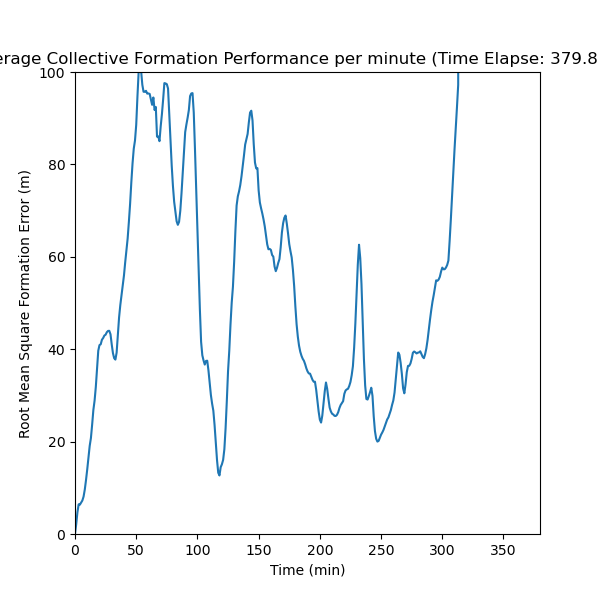 erage Collective Formation Performance per minute (Time Elapse: 379.8
100
80
60
40
20
0
Root Mean Square Formation Error (m)
0 50 100 150 200 250 300 350
Time (min)